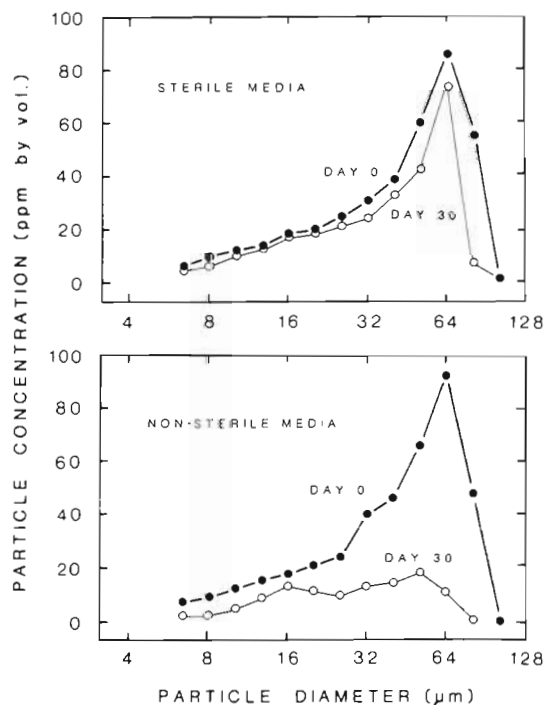 PARTICLE CONCENTRATION (ppm by vol.)
100
80
60
40
20
0
STERILE MEDIA
DAY 0
DAY 30
4 8 16 32 64 128
100
80
60
40
20
0
NON-STERILE MEDIA
DAY 0
DAY 30
4 8 16 32 64 128
PARTICLE DIAMETER (µm)